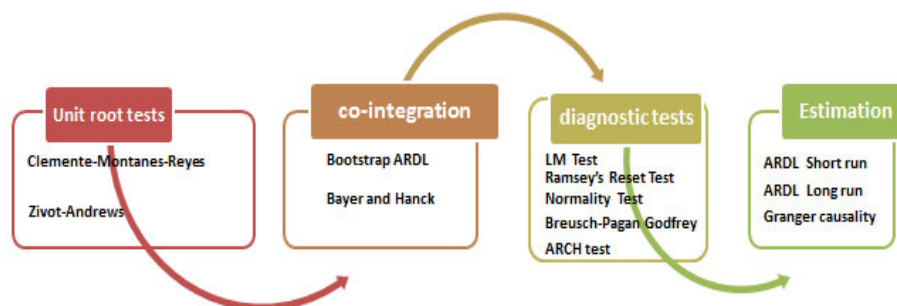 Unit root tests
Clemente-Montanes-Reyes
Zivot-Andrews
co-integration
Bootstrap ARDL
Bayer and Hanck
diagnostic tests
LM Test
Ramsey's Reset Test
Normality Test
Breusch-Pagan Godfrey
ARCH test
Estimation
ARDL Short run
ARDL Long run
Granger causality